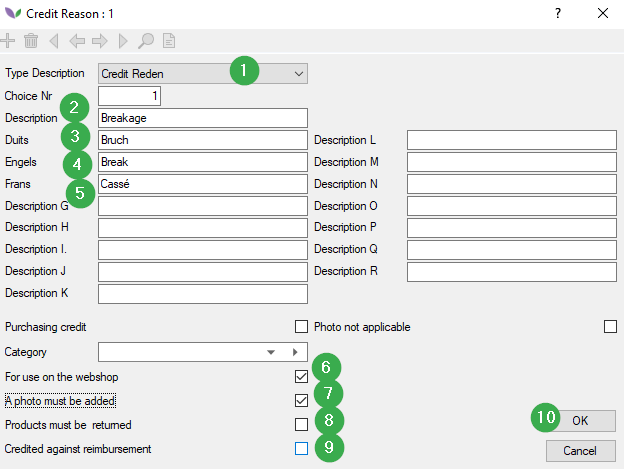 Credit Reason : 1 ?
Type Description Credit Reden 1
Choice Nr 1
2 Description Breakage
3 Duits Bruch Description L
4 Engels Break Description M
5 Frans Cassé Description N
Description G Description O
Description H Description P
Description I. Description Q
Description J Description R
Description K
Purchasing credit Photo not applicable
Category
For use on the webshop 6
A photo must be added 7
Products must be returned 8
10 OK
Credited against reimbursement 9
Cancel